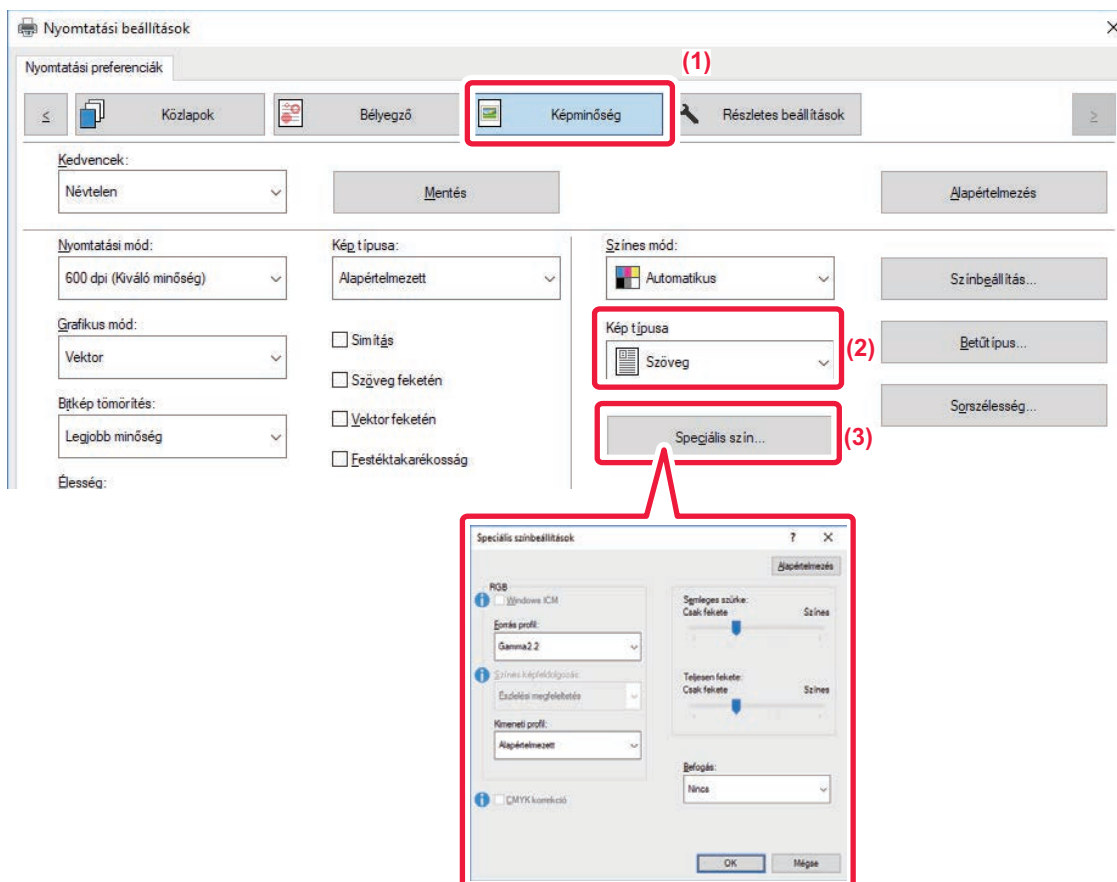 Nyomtatási beállítások
Nyomtatási preferenciák
(1)
<
Közlapok
Bélyegző
Képminőség
Részletes beállítások
>
Kedvencek:
Névtelen
Mentés
Alapértelmezés
Nyomtatási mód:
600 dpi (Kiváló minőség)
Kép típusa:
Alapértelmezett
Színes mód:
Automatikus
Színbeállítás...
Grafikus mód:
Vektor
Simítás
Szöveg feketén
Kép típusa
Szöveg
(2)
Betűtípus...
Bitkép tömörítés:
Legjobb minőség
Vektor feketén
Festéktakarékosság
Speciális szín...
(3)
Sorszélesség...
Élesség:
Speciális színbeállítások
?
Alapértelmezés
RGB
Windows ICM
Forrás profil:
Gamma2.2
Színes képfeldolgozás
Észlelési megfeleltetés
Kimeneti profil:
Alapértelmezett
CMYK korrekció
Semleges szürke:
Csak fekete Színes
Teljesen fekete:
Csak fekete Színes
Befogás:
Nincs
OK
Mégse